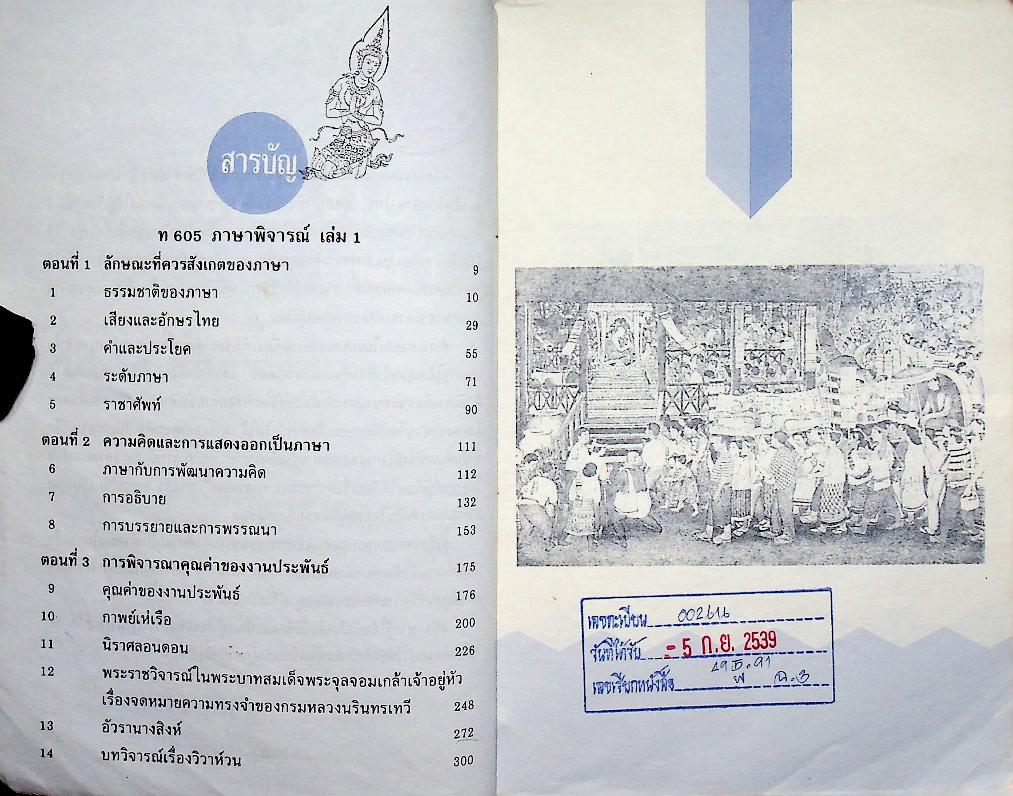 สารบัญ
ท 605 ภาษาพิจารณ์ เล่ม 1
ตอนที่ 1 ลักษณะที่ควรสังเกตของภาษา 9
1 ธรรมชาติของภาษา 10
2 เสียงและอักษรไทย 29
3 คำและประโยค 55
4 ระดับภาษา 71
5 ราชาศัพท์ 90
ตอนที่ 2 ความคิดและการแสดงออกเป็นภาษา 111
6 ภาษากับการพัฒนาความคิด 112
7 การอธิบาย 132
8 การบรรยายและการพรรณนา 153
ตอนที่ 3 การพิจารณาคุณค่าของงานประพันธ์ 175
9 คุณค่าของงานประพันธ์ 176
10 กาพย์เห่เรือ 200
11 นิราศลอนดอน 226
12 พระราชวิจารณ์ในพระบาทสมเด็จพระจุลจอมเกล้าเจ้าอยู่หัว
เรื่องจดหมายความทรงจำของกรมหลวงนรินทรเทวี 248
13 อัวรานางสิงห์ 272
14 บทวิจารณ์เรื่องวิวาห์วน 300
เลขทะเบียน
วันที่ได้รับ - 5 ก.ย. 2539
เลขเรียกหนังสือ